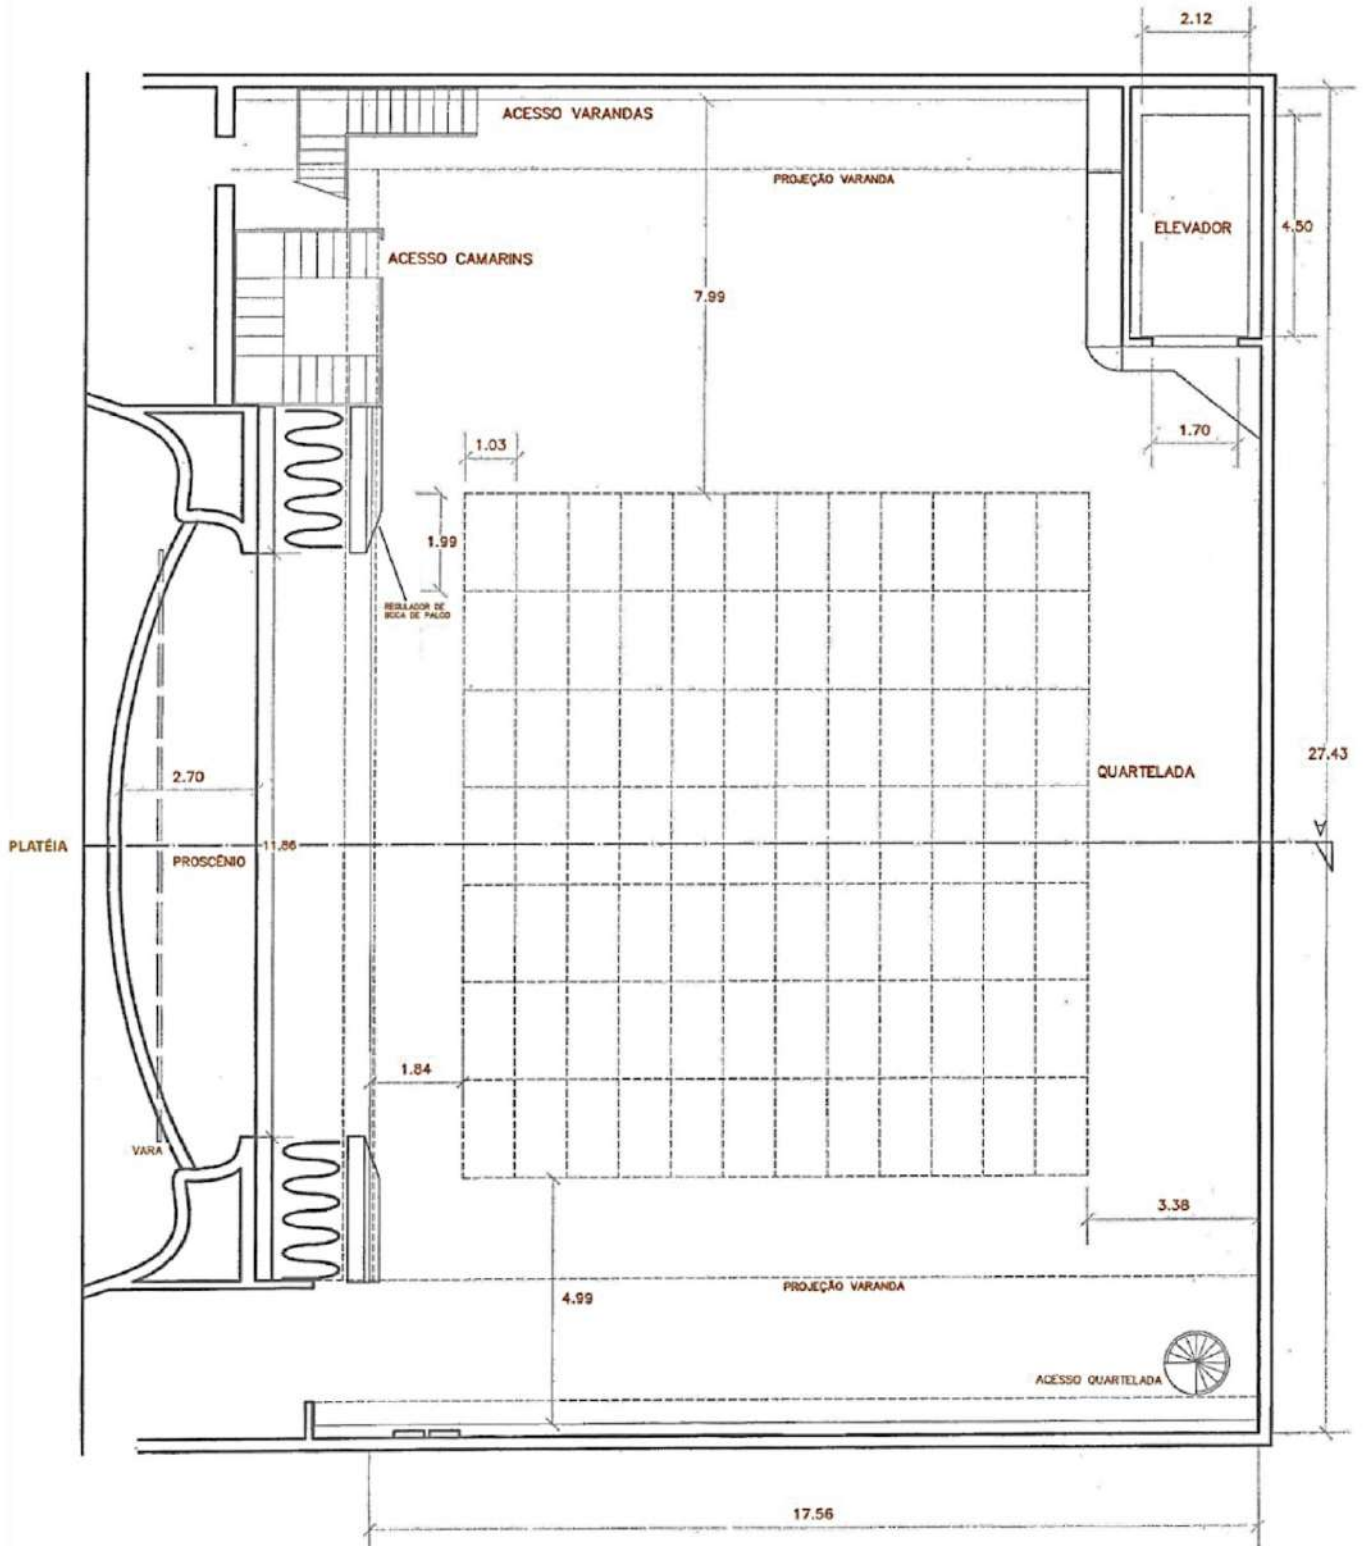 2.12
ACESSO VARANDAS
PROJEÇÃO VARANDA
ELEVADOR
4.50
ACESSO CAMARINS
7.99
1.70
1.03
1.99
REGULADOR DE
BOCA DE PALCO
27.43
QUARTELADA
2.70
PLATÉIA
11.86
PROSCÊNIO
A
1.84
VARA
3.38
PROJEÇÃO VARANDA
4.99
ACESSO QUARTELADA
17.56